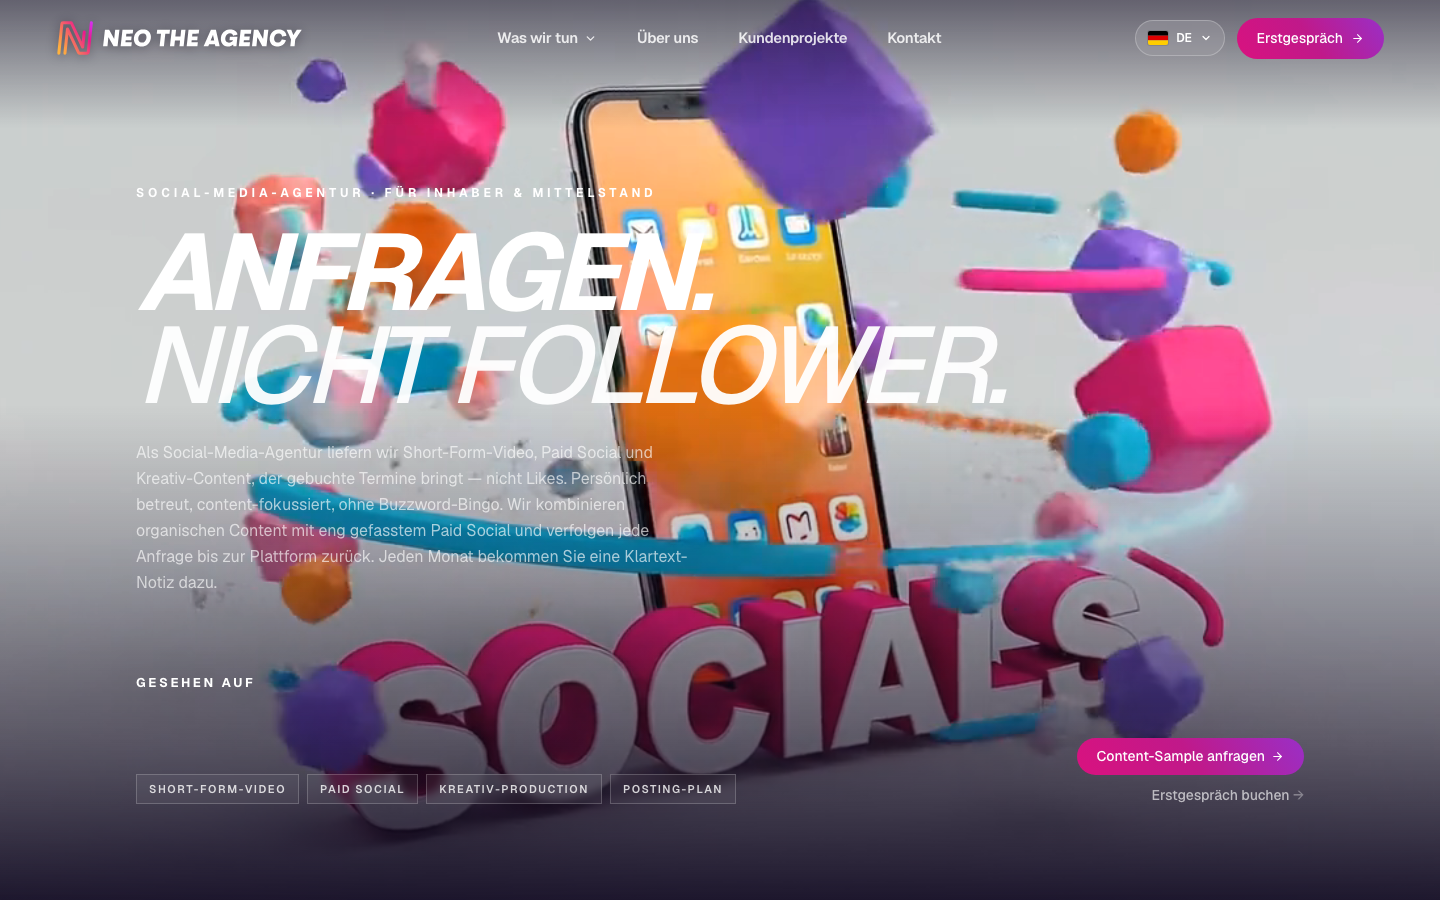 NEO THE AGENCY
Was wir tun
Über uns
Kundenprojekte
Kontakt
DE
Erstgespräch →
SOCIAL-MEDIA-AGENTUR · FÜR INHABER & MITTELSTAND
ANFRAGEN.
NICHT FOLLOWER.
Als Social-Media-Agentur liefern wir Short-Form-Video, Paid Social und
Kreativ-Content, der gebuchte Termine bringt — nicht Likes. Persönlich
betreut, content-fokussiert, ohne Buzzword-Bingo. Wir kombinieren
organischen Content mit eng gefasstem Paid Social und verfolgen jede
Anfrage bis zur Plattform zurück. Jeden Monat bekommen Sie eine Klartext-
Notiz dazu.
SOCIALS
GESEHEN AUF
SHORT-FORM-VIDEO
PAID SOCIAL
KREATIV-PRODUCTION
POSTING-PLAN
Content-Sample anfragen →
Erstgespräch buchen →